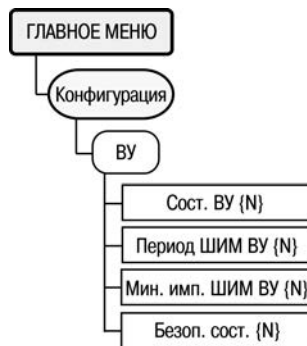 ГЛАВНОЕ МЕНЮ
Конфигурация
ВУ
Сост. ВУ {N}
Период ШИМ ВУ {N}
Мин. имп. ШИМ ВУ {N}
Безоп. сост. {N}